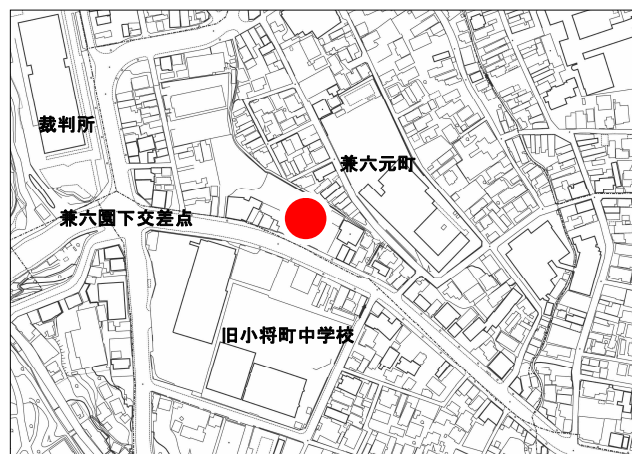 裁判所
兼六元町
兼六園下交差点
旧小将町中学校